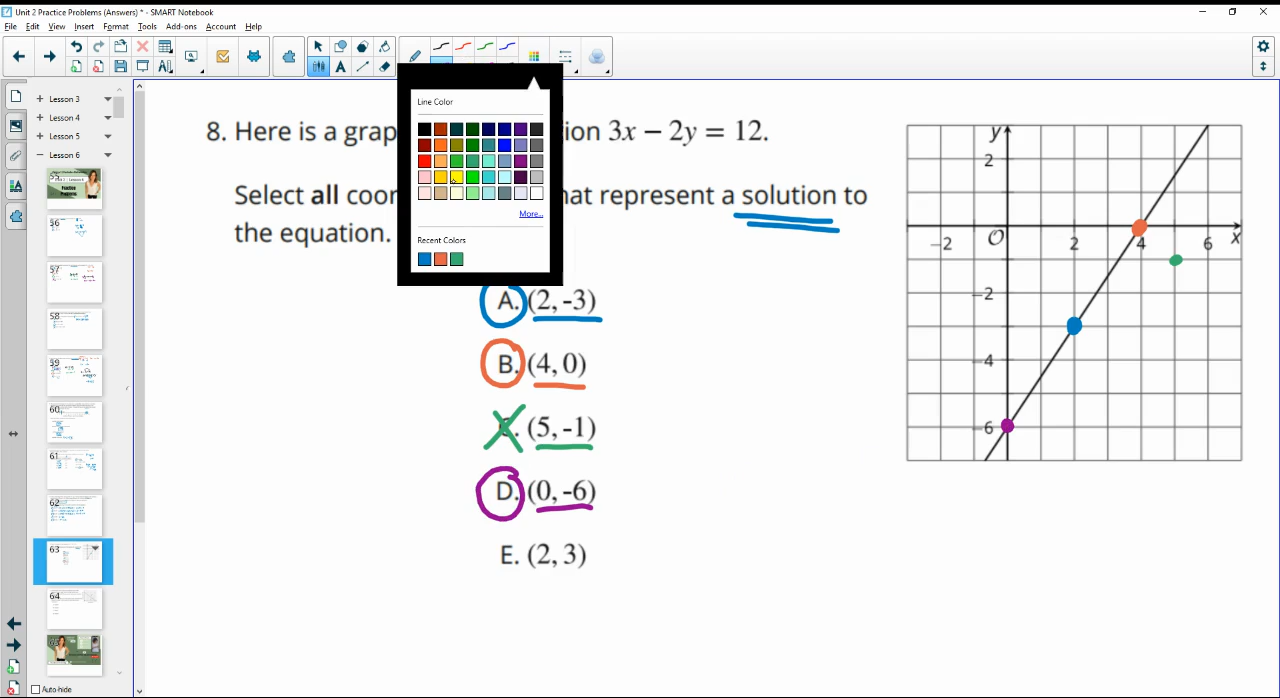 Unit 2 Practice Problems (Answers) * - SMART Notebook
File Edit View Insert Format Tools Add-ons Account Help
Lesson 3
Lesson 4
Lesson 5
Lesson 6
55
Practice
Problems
56
57
58
59
60
61
62
63
64
Auto-hide
Line Color
More...
Recent Colors
8. Here is a grap ion 3x − 2y = 12.
Select all coor hat represent a solution to
the equation.
A. (2, -3)
B. (4, 0)
. (5, -1)
D. (0, -6)
E. (2, 3)
y
2
-2 O 2 4 6 x
-2
-4
-6